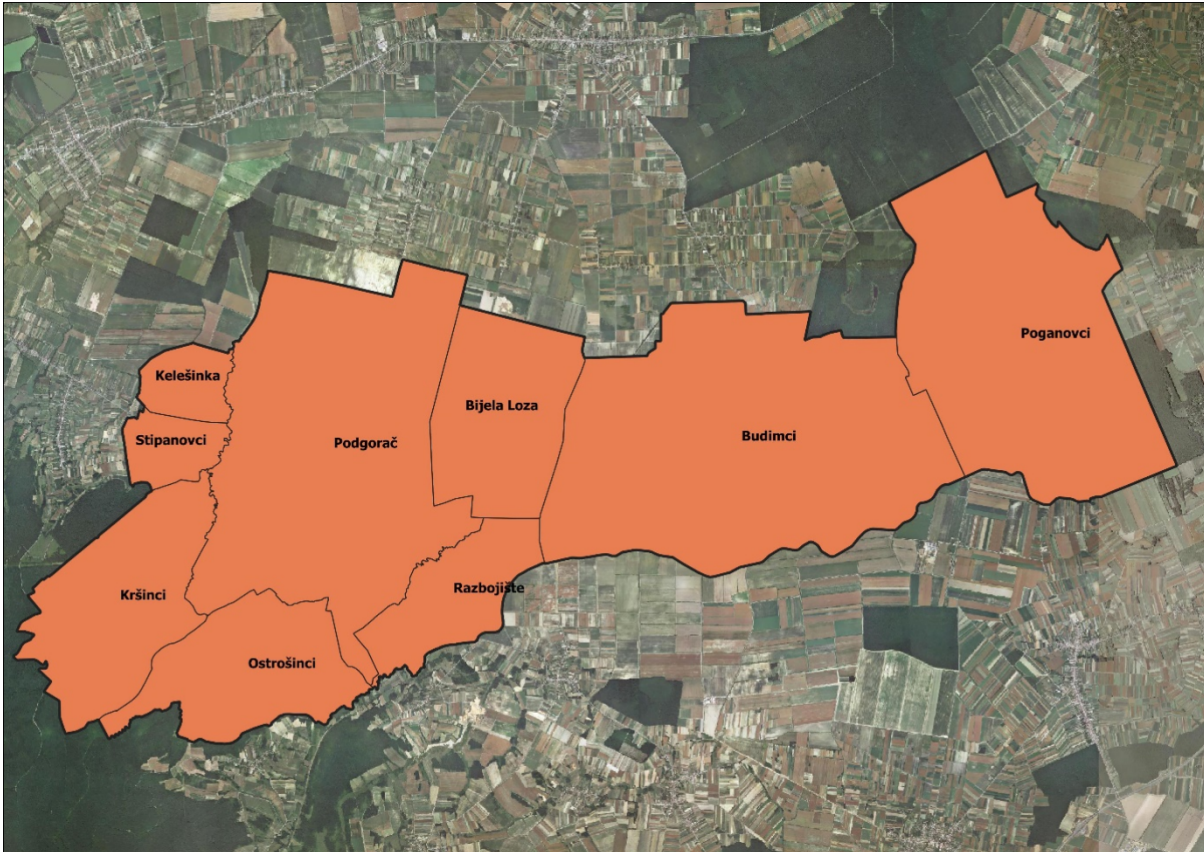 Poganovci
Kelešinka
Bijela Loza
Stipanovci
Podgorač
Budimci
Kršinci
Razbojište
Ostrošinci